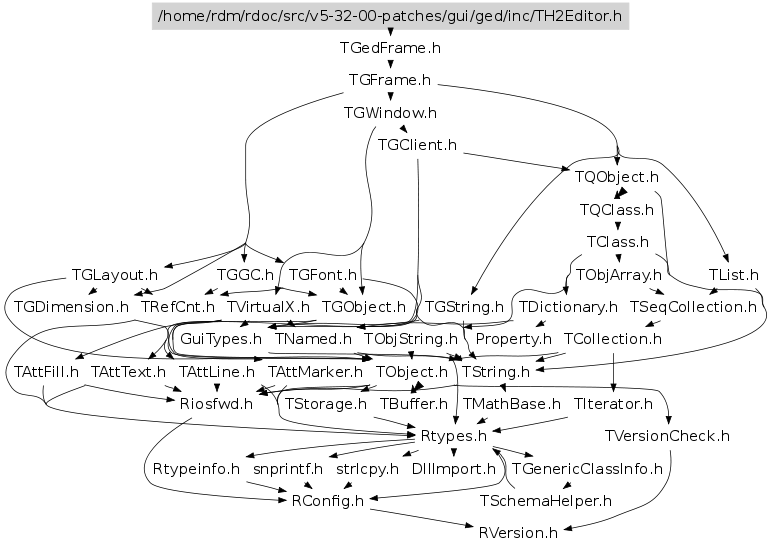 /home/rdm/rdoc/src/v5-32-00-patches/gui/ged/inc/TH2Editor.h
TGedFrame.h
TGFrame.h
TGWindow.h
TGClient.h
TQObject.h
TQClass.h
TClass.h
TGLayout.h TGGC.h TGFont.h TObjArray.h TList.h
TGDimension.h TRefCnt.h TVirtualX.h TGObject.h TGString.h TDictionary.h TSeqCollection.h
GuiTypes.h TNamed.h TObjString.h Property.h TCollection.h
TAttFill.h TAttText.h TAttLine.h TAttMarker.h TObject.h TString.h
Riosfwd.h TStorage.h TBuffer.h TMathBase.h TIterator.h
Rtypes.h TVersionCheck.h
Rtypeinfo.h snprintf.h strlcpy.h DllImport.h TGenericClassInfo.h
RConfig.h TSchemaHelper.h
RVersion.h